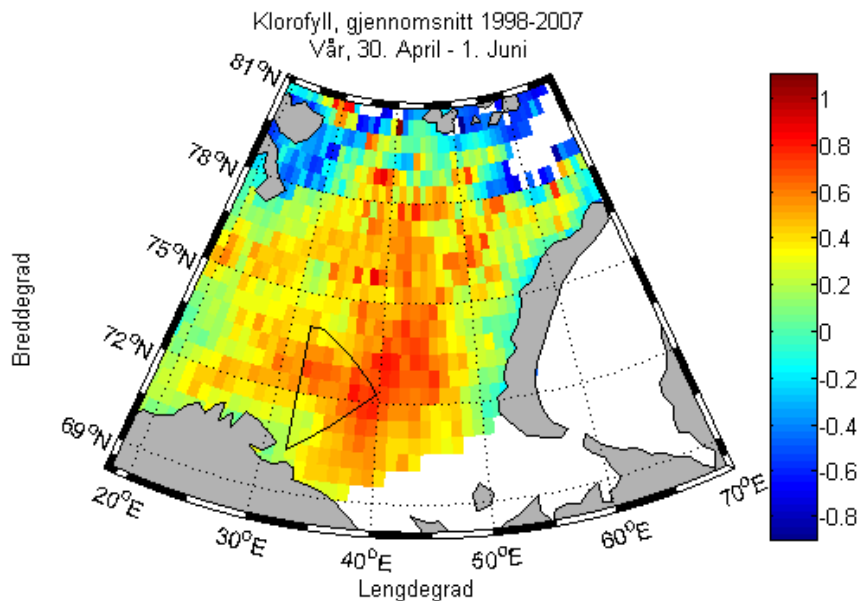 Klorofyll, gjennomsnitt 1998-2007
Vår, 30. April - 1. Juni
81°N
78°N
75°N
72°N
69°N
Breddegrad
20°E
30°E
40°E
50°E
60°E
70°E
Lengdegrad
1
0.8
0.6
0.4
0.2
0
-0.2
-0.4
-0.6
-0.8